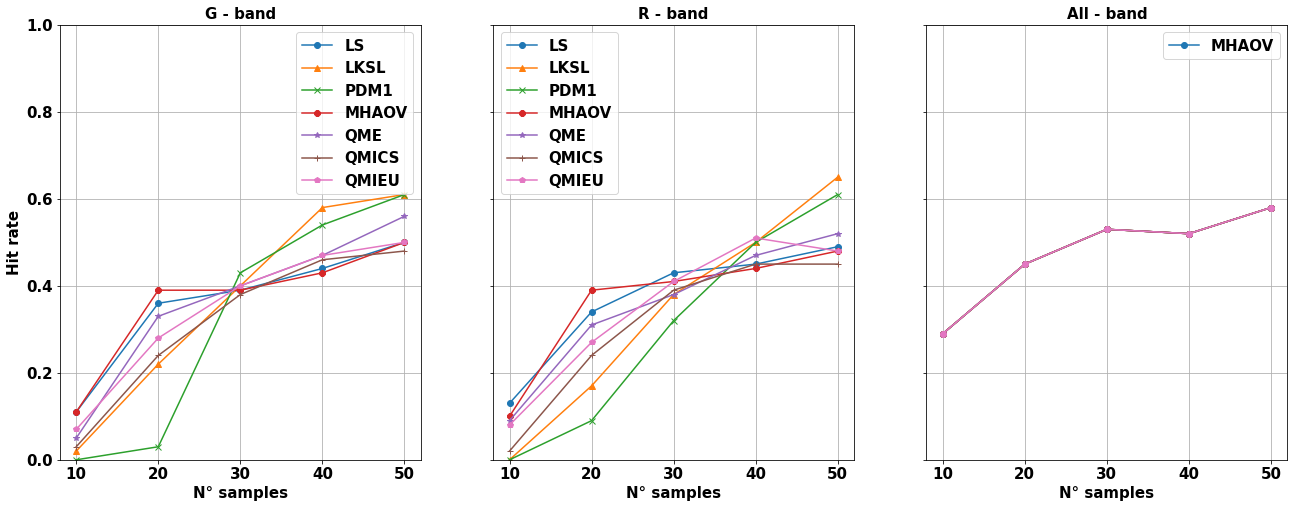 G - band
R - band
All - band
Hit rate
1.0
0.8
0.6
0.4
0.2
0.0
LS
LKSL
PDM1
MHAOV
QME
QMICS
QMIEU
10 20 30 40 50
N° samples
LS
LKSL
PDM1
MHAOV
QME
QMICS
QMIEU
10 20 30 40 50
N° samples
MHAOV
10 20 30 40 50
N° samples